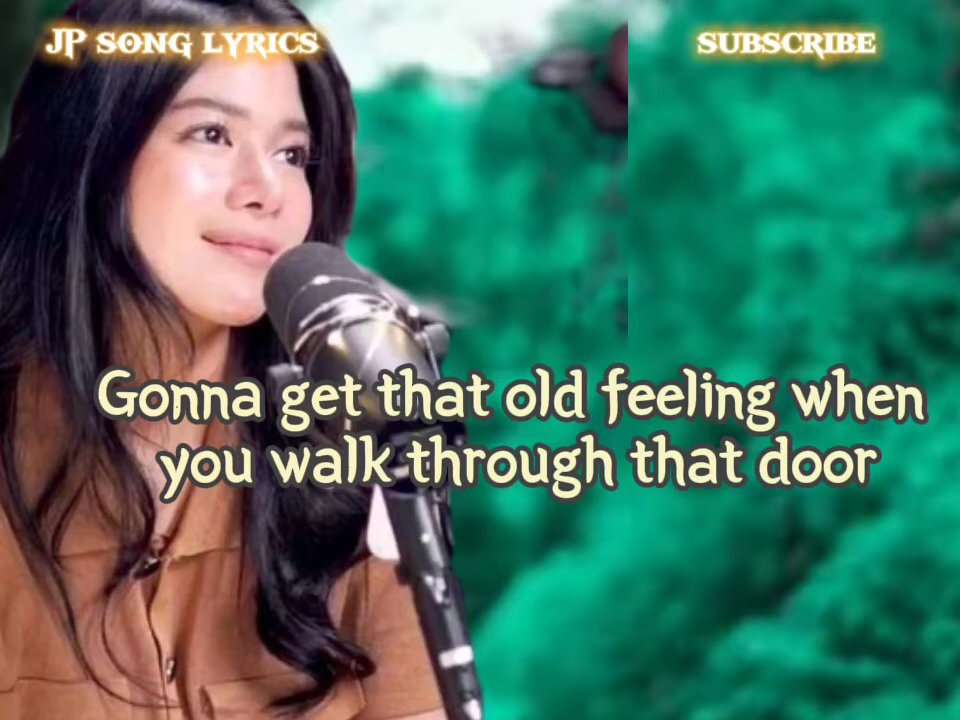 JP SONG LYRICS
SUBSCRIBE
Gonna get that old feeling when
you walk through that door